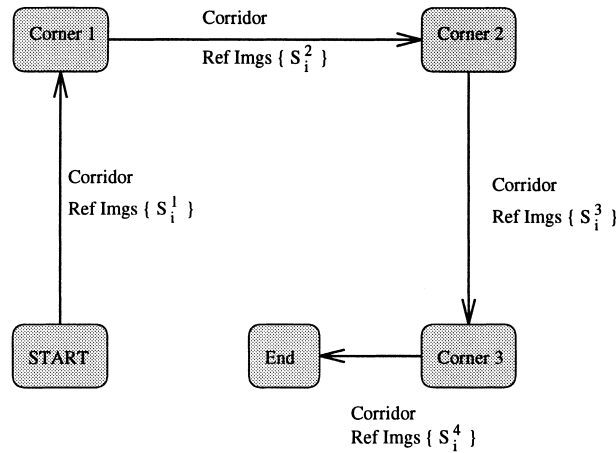 Corridor
Corner 1
Corner 2
Ref Imgs { S_i^2 }
Corridor
Ref Imgs { S_i^1 }
Corridor
Ref Imgs { S_i^3 }
START
End
Corner 3
Corridor
Ref Imgs { S_i^4 }